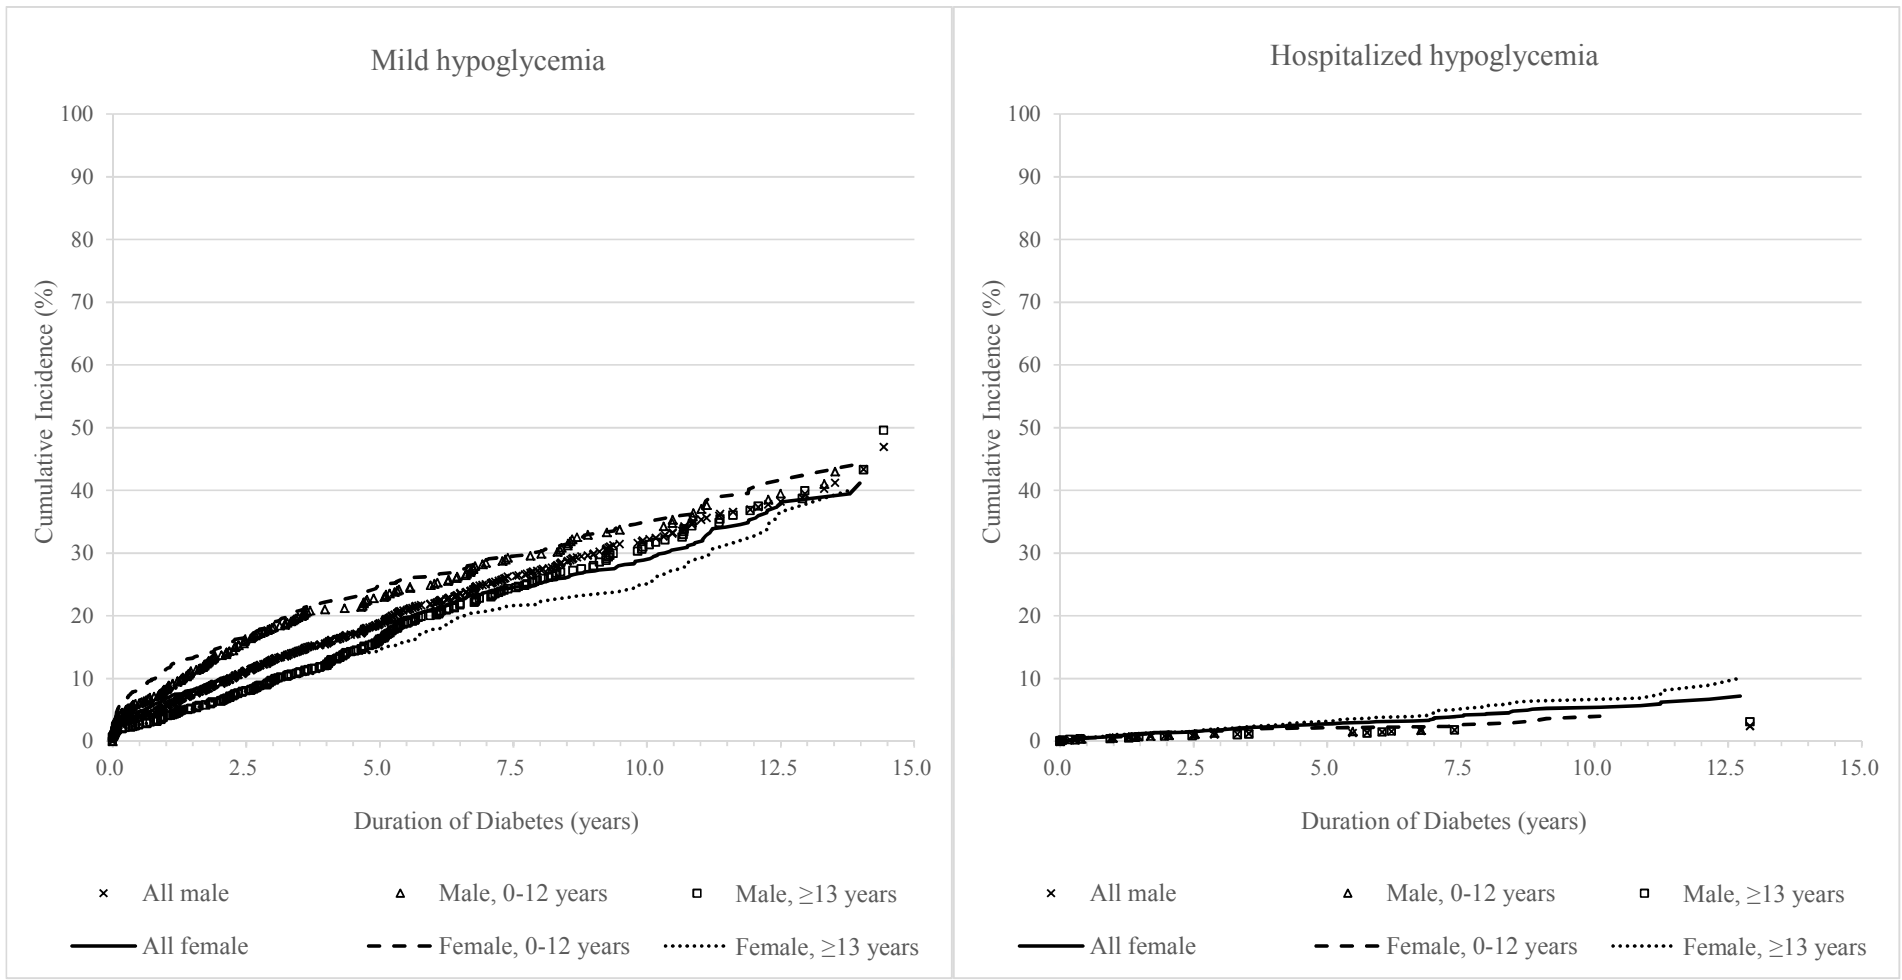 Mild hypoglycemia
100
90
80
70
60
50
40
30
20
10
0
Cumulative Incidence (%)
0.0 2.5 5.0 7.5 10.0 12.5 15.0
Duration of Diabetes (years)
All male Male, 0-12 years Male, ≥13 years
All female Female, 0-12 years Female, ≥13 years
Hospitalized hypoglycemia
100
90
80
70
60
50
40
30
20
10
0
Cumulative Incidence (%)
0.0 2.5 5.0 7.5 10.0 12.5 15.0
Duration of Diabetes (years)
All male Male, 0-12 years Male, ≥13 years
All female Female, 0-12 years Female, ≥13 years